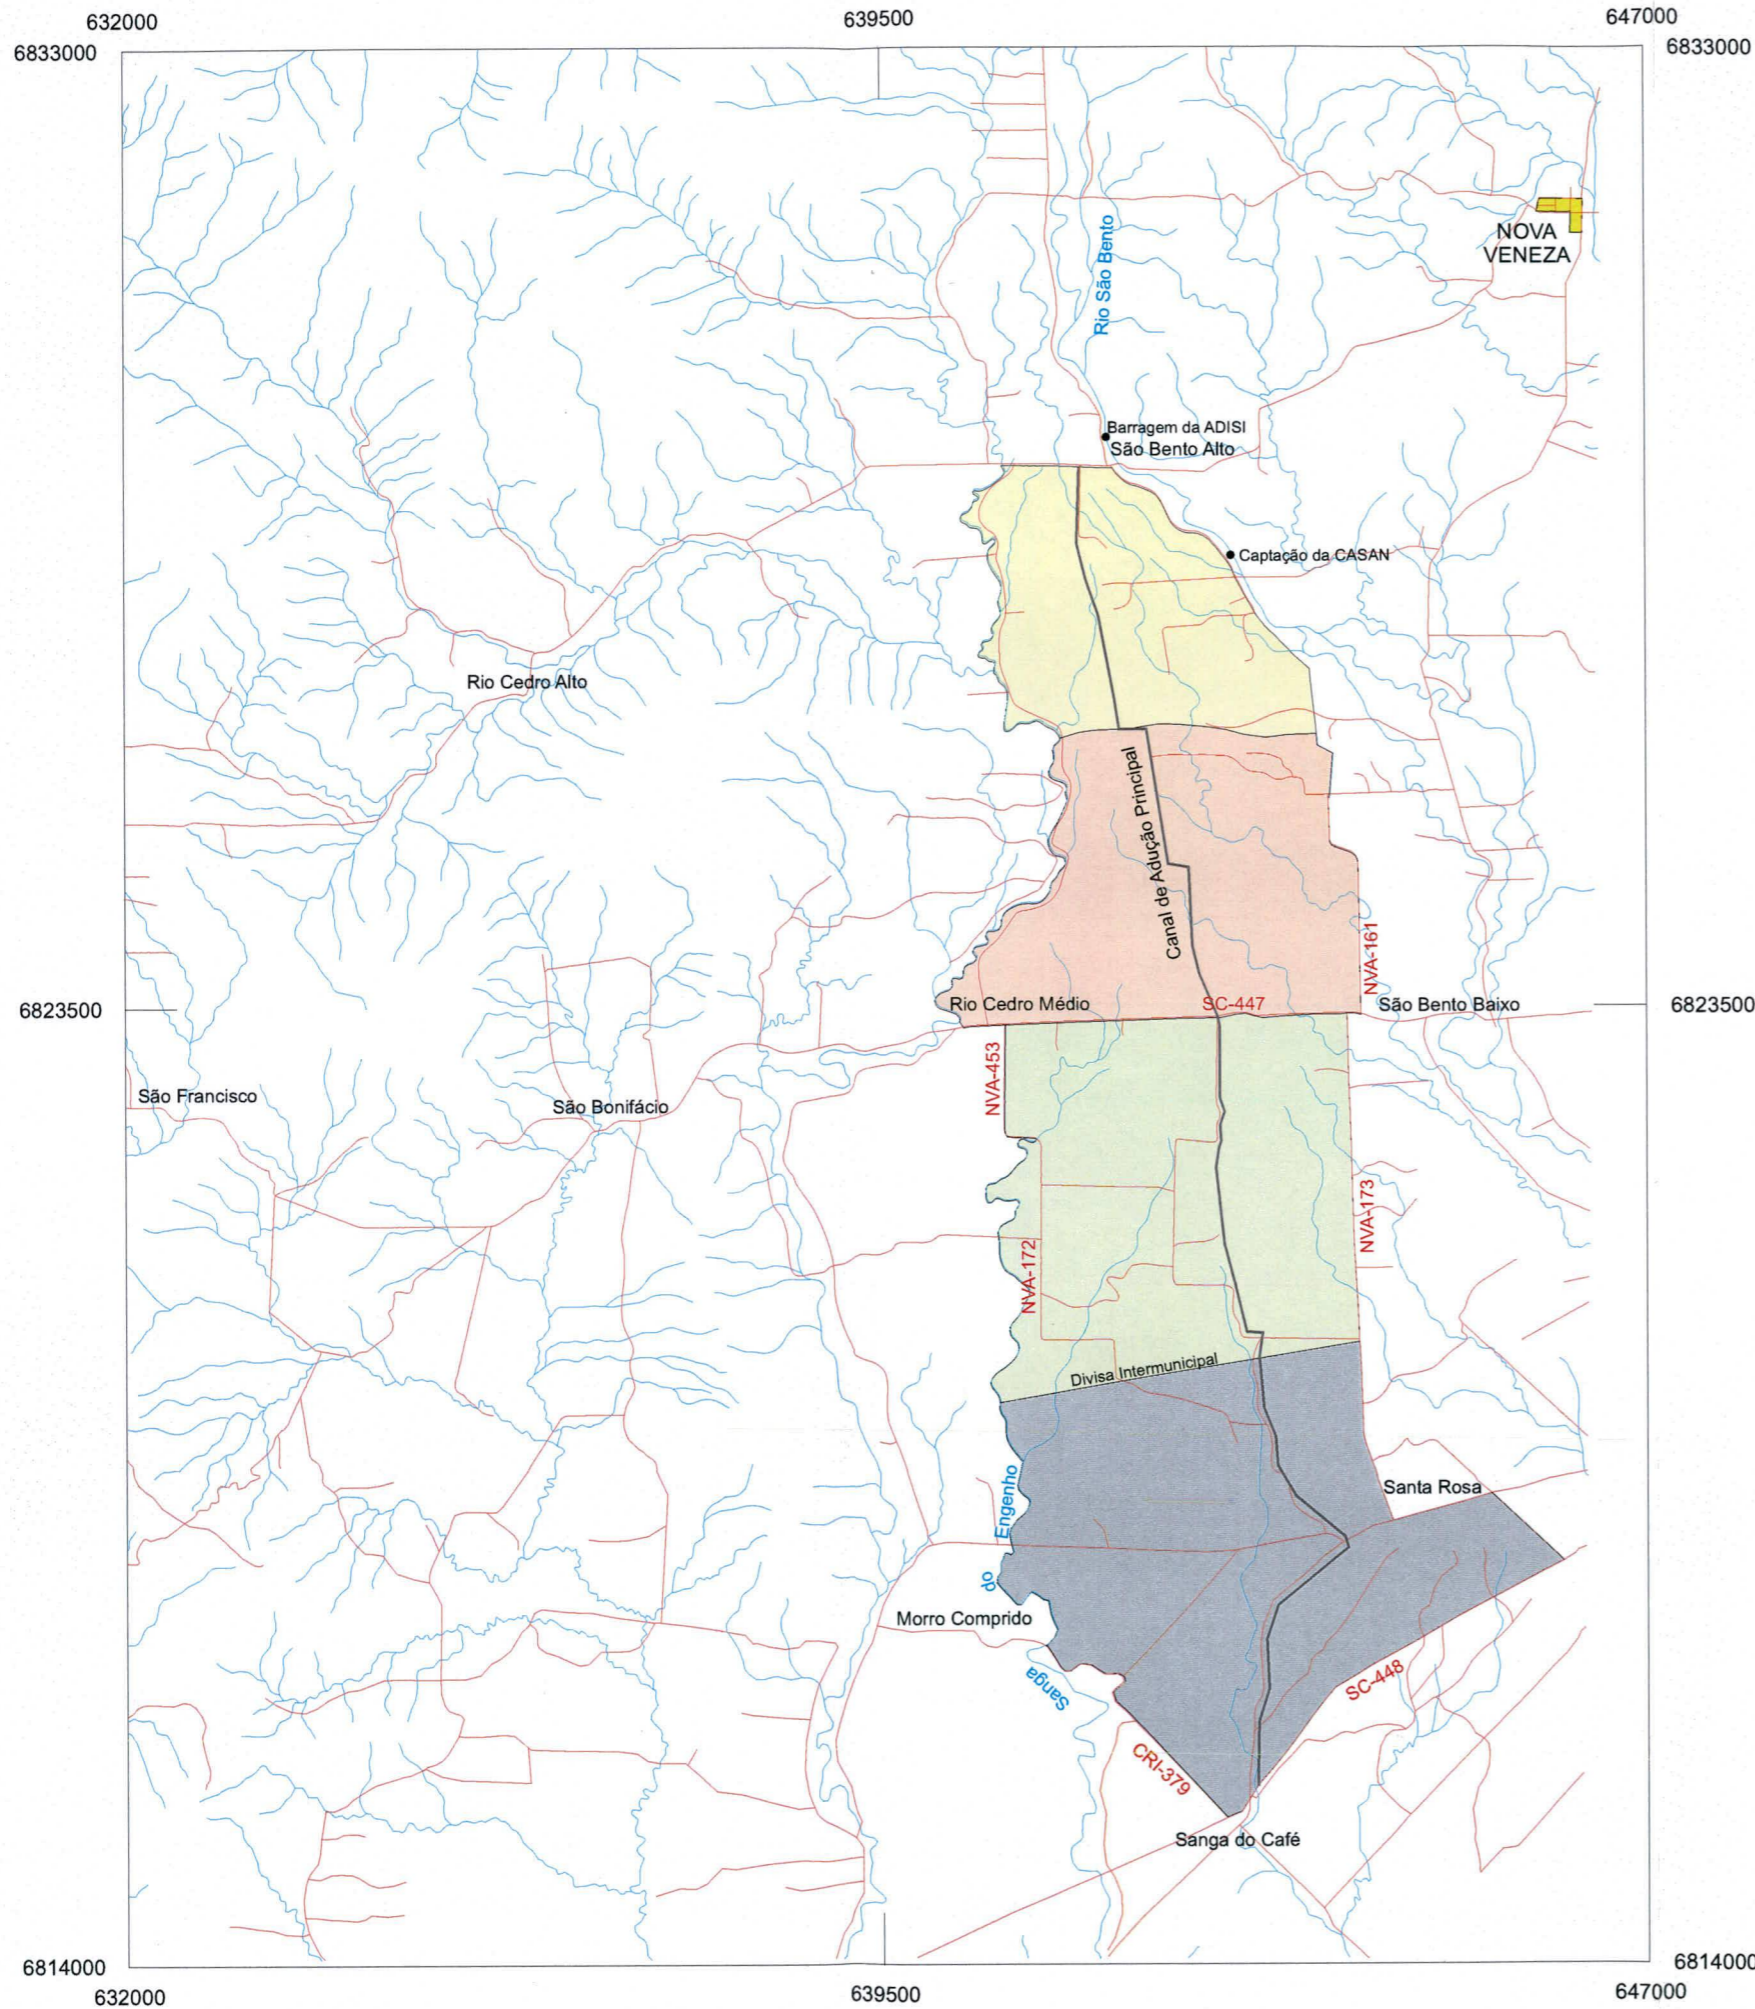 632000
639500
647000
6833000
6833000
NOVA
VENEZA
Rio São Bento
Barragem da ADISI
São Bento Alto
Captação da CASAN
Rio Cedro Alto
Canal de Adução Principal
NVA-161
Rio Cedro Médio
SC-447
São Bento Baixo
6823500
6823500
NVA-453
São Francisco
São Bonifácio
NVA-173
NVA-172
Divisa Intermunicipal
Santa Rosa
Engenho
do
Morro Comprido
Sanga
SC-448
CRI-379
Sanga do Café
6814000
6814000
632000
639500
647000